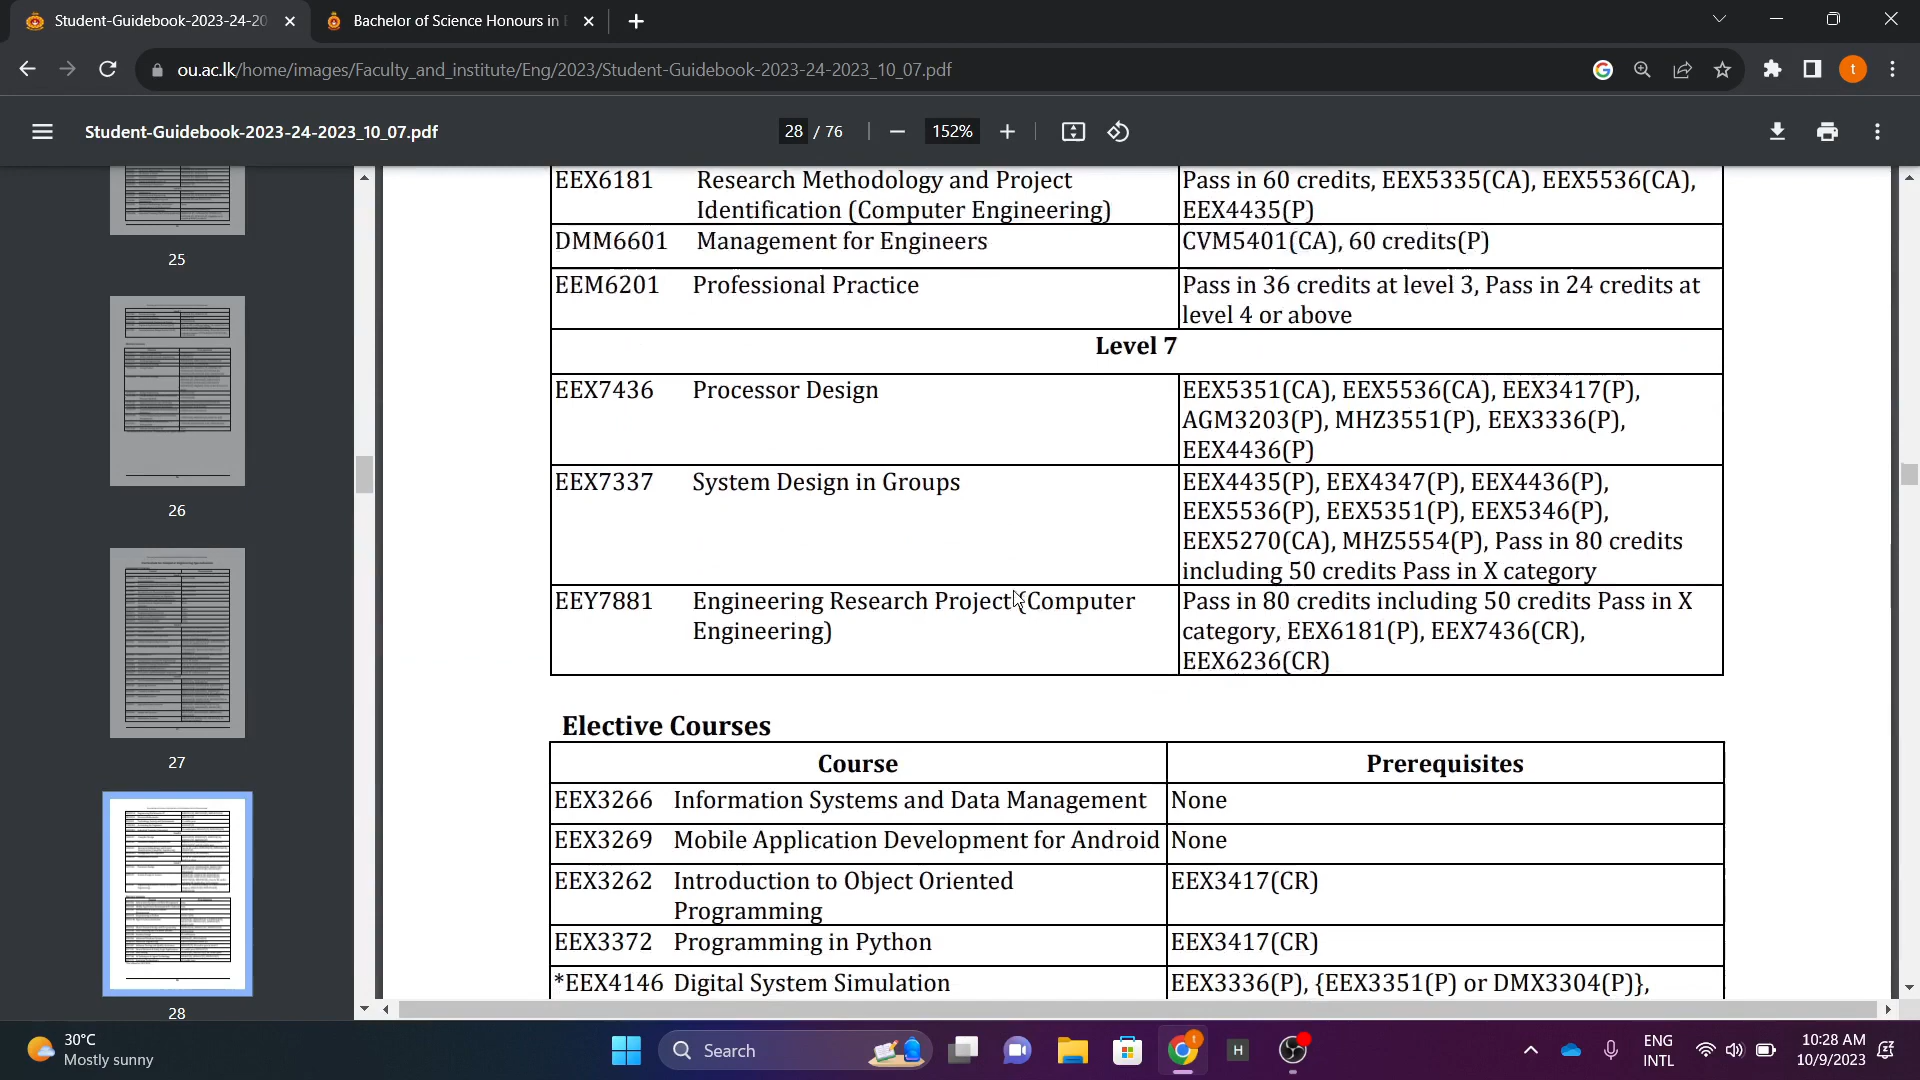 Student-Guidebook-2023-24-20
Bachelor of Science Honours in
ou.ac.lk/home/images/Faculty_and_institute/Eng/2023/Student-Guidebook-2023-24-2023_10_07.pdf
t
Student-Guidebook-2023-24-2023_10_07.pdf
28 / 76
152%
25
26
27
28
EEX6181 Research Methodology and Project Pass in 60 credits, EEX5335(CA), EEX5536(CA),
Identification (Computer Engineering) EEX4435(P)
DMM6601 Management for Engineers CVM5401(CA), 60 credits(P)
EEM6201 Professional Practice Pass in 36 credits at level 3, Pass in 24 credits at
level 4 or above
Level 7
EEX7436 Processor Design EEX5351(CA), EEX5536(CA), EEX3417(P),
AGM3203(P), MHZ3551(P), EEX3336(P),
EEX4436(P)
EEX7337 System Design in Groups EEX4435(P), EEX4347(P), EEX4436(P),
EEX5536(P), EEX5351(P), EEX5346(P),
EEX5270(CA), MHZ5554(P), Pass in 80 credits
including 50 credits Pass in X category
EEY7881 Engineering Research Project (Computer Pass in 80 credits including 50 credits Pass in X
Engineering) category, EEX6181(P), EEX7436(CR),
EEX6236(CR)
Elective Courses
Course Prerequisites
EEX3266 Information Systems and Data Management None
EEX3269 Mobile Application Development for Android None
EEX3262 Introduction to Object Oriented EEX3417(CR)
Programming
EEX3372 Programming in Python EEX3417(CR)
*EEX4146 Digital System Simulation EEX3336(P), {EEX3351(P) or DMX3304(P)},
30°C
Mostly sunny
Search
H
t
ENG
INTL
10:28 AM
10/9/2023